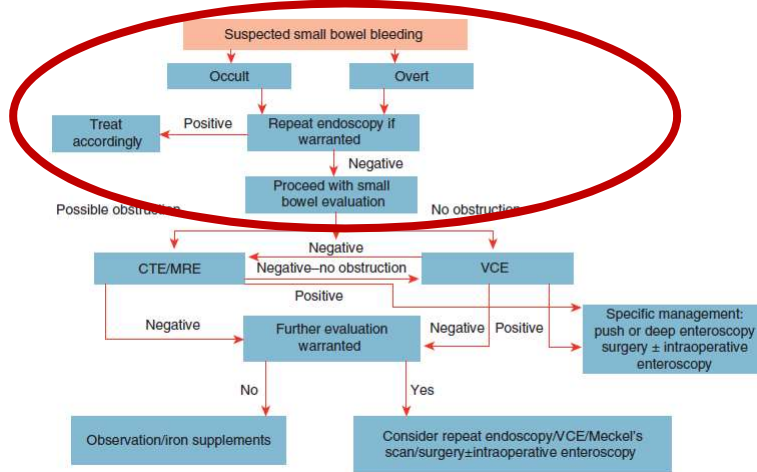 Suspected small bowel bleeding
Occult
Overt
Treat
accordingly
Positive
Repeat endoscopy if
warranted
Negative
Proceed with small
bowel evaluation
Possible obstruction
No obstruction
Negative
CTE/MRE
Negative–no obstruction
VCE
Positive
Specific management:
push or deep enteroscopy
surgery ± intraoperative
enteroscopy
Negative
Further evaluation
warranted
Negative
Positive
No
Yes
Observation/iron supplements
Consider repeat endoscopy/VCE/Meckel's
scan/surgery±intraoperative enteroscopy